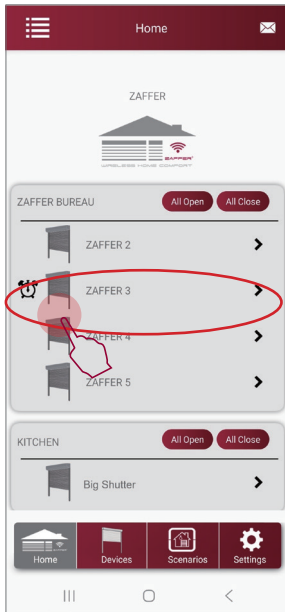 Home
ZAFFER
ZAFFER
WIRELESS HOME COMFORT
ZAFFER BUREAU All Open All Close
ZAFFER 2
ZAFFER 3
ZAFFER 4
ZAFFER 5
KITCHEN All Open All Close
Big Shutter
Home Devices Scenarios Settings